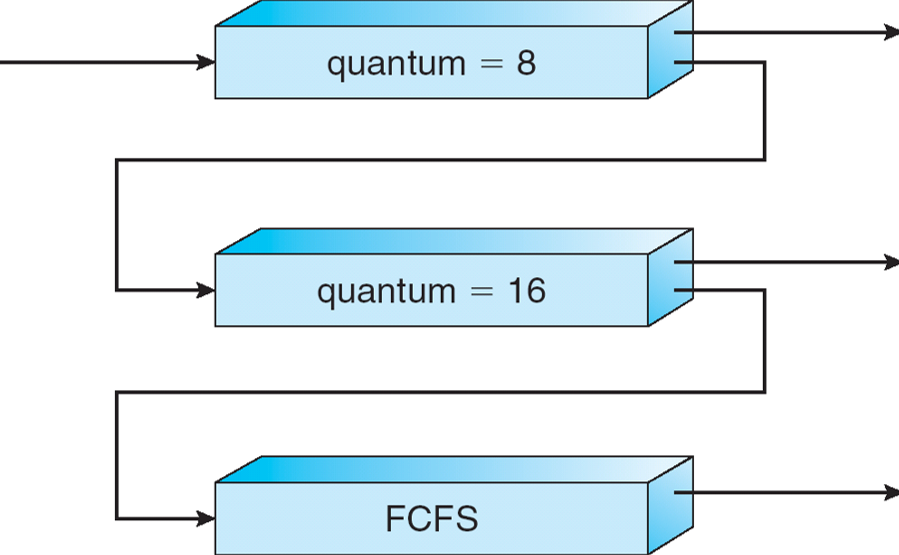 quantum = 8
quantum = 16
FCFS